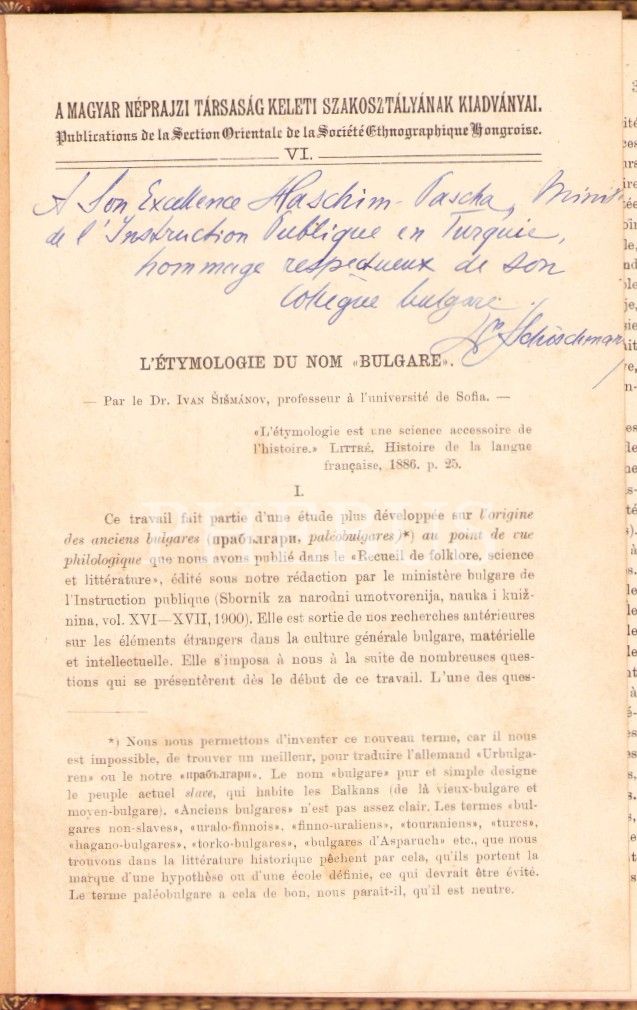 A MAGYAR NÉPRAJZI TÁRSASÁG KELETI SZAKOSZTÁLYÁNAK KIADVÁNYAI.
Publications de la Section Orientale de la Société Ethnographique Hongroise.
VI.
A Son Excellence Haschim-Pascha, Minist
de l'Instruction Publique en Turquie,
hommage respectueux de son
collègue bulgare.
Dr Schischman
L'ÉTYMOLOGIE DU NOM «BULGARE».
— Par le Dr. IVAN ŠIŠMÁNOV, professeur à l'université de Sofia. —
«L'étymologie est une science accessoire de
l'histoire.» LITTRÉ, Histoire de la langue
française, 1886. p. 25.
I.
Ce travail fait partie d'une étude plus développée sur l'origine
des anciens bulgares (прабългари, paléobulgares)*) au point de vue
philologique que nous avons publié dans le «Recueil de folklore, science
et littérature», édité sous notre rédaction par le ministère bulgare de
l'Instruction publique (Sborník za narodni umotvorenija, nauka i kniž-
nina, vol. XVI—XVII, 1900). Elle est sortie de nos recherches antérieures
sur les éléments étrangers dans la culture générale bulgare, matérielle
et intellectuelle. Elle s'imposa à nous à la suite de nombreuses ques-
tions qui se présentèrent dès le début de ce travail. L'une des ques-
*) Nous nous permettons d'inventer ce nouveau terme, car il nous
est impossible, de trouver un meilleur, pour traduire l'allemand «Urbulga-
ren» ou le notre «прабългари». Le nom «bulgare» pur et simple designe
le peuple actuel slave, qui habite les Balkans (de là vieux-bulgare et
moyen-bulgare). «Anciens bulgares» n'est pas assez clair. Les termes «bul-
gares non-slaves», «uralo-finnois», «finno-uraliens», «touraniens», «turcs»,
«hagano-bulgares», «torko-bulgares», «bulgares d'Asparuch» etc., que nous
trouvons dans la littérature historique pêchent par cela, qu'ils portent la
marque d'une hypothèse ou d'une école définie, ce qui devrait être évité.
Le terme paléobulgare a cela de bon, nous paraît-il, qu'il est neutre.